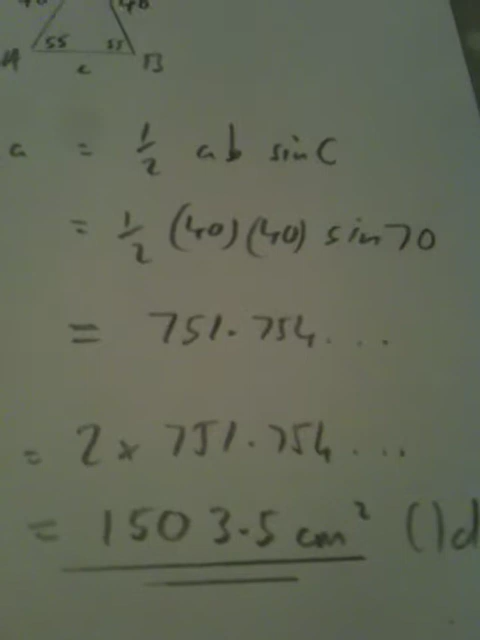 40 40
55 55
A B
c
a = 1/2 ab sin C
= 1/2 (40)(40) sin 70
= 751.754...
= 2 x 751.754...
= 1503.5 cm² (1d